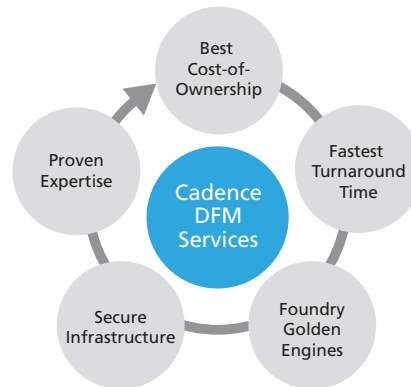 Best
Cost-of-
Ownership
Fastest
Turnaround
Time
Foundry
Golden
Engines
Secure
Infrastructure
Proven
Expertise
Cadence
DFM
Services